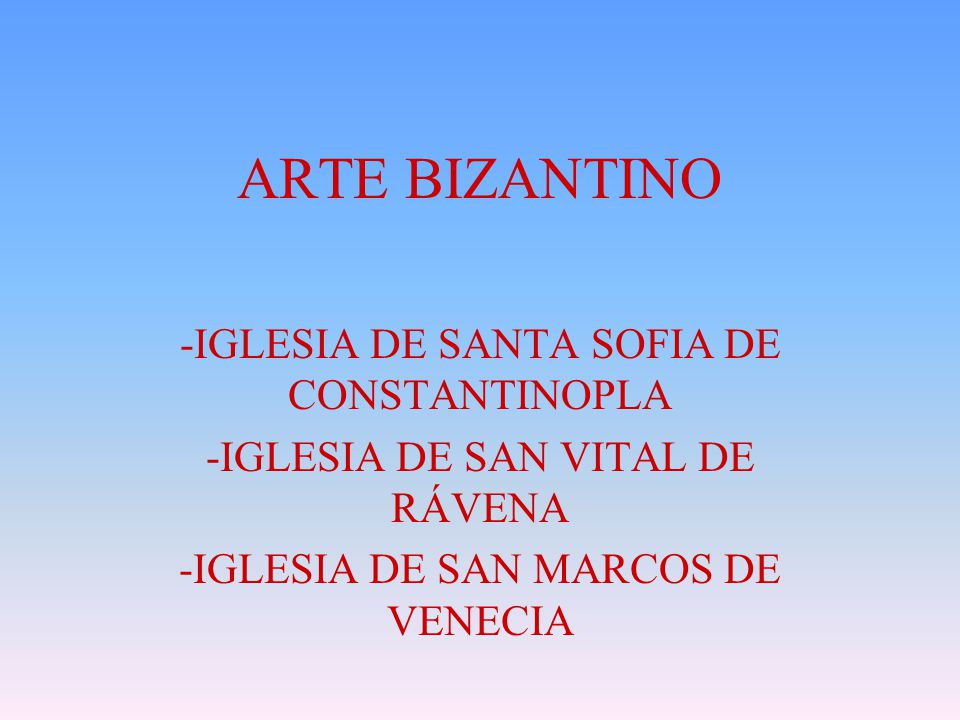 ARTE BIZANTINO
-IGLESIA DE SANTA SOFIA DE
CONSTANTINOPLA
-IGLESIA DE SAN VITAL DE
RÁVENA
-IGLESIA DE SAN MARCOS DE
VENECIA